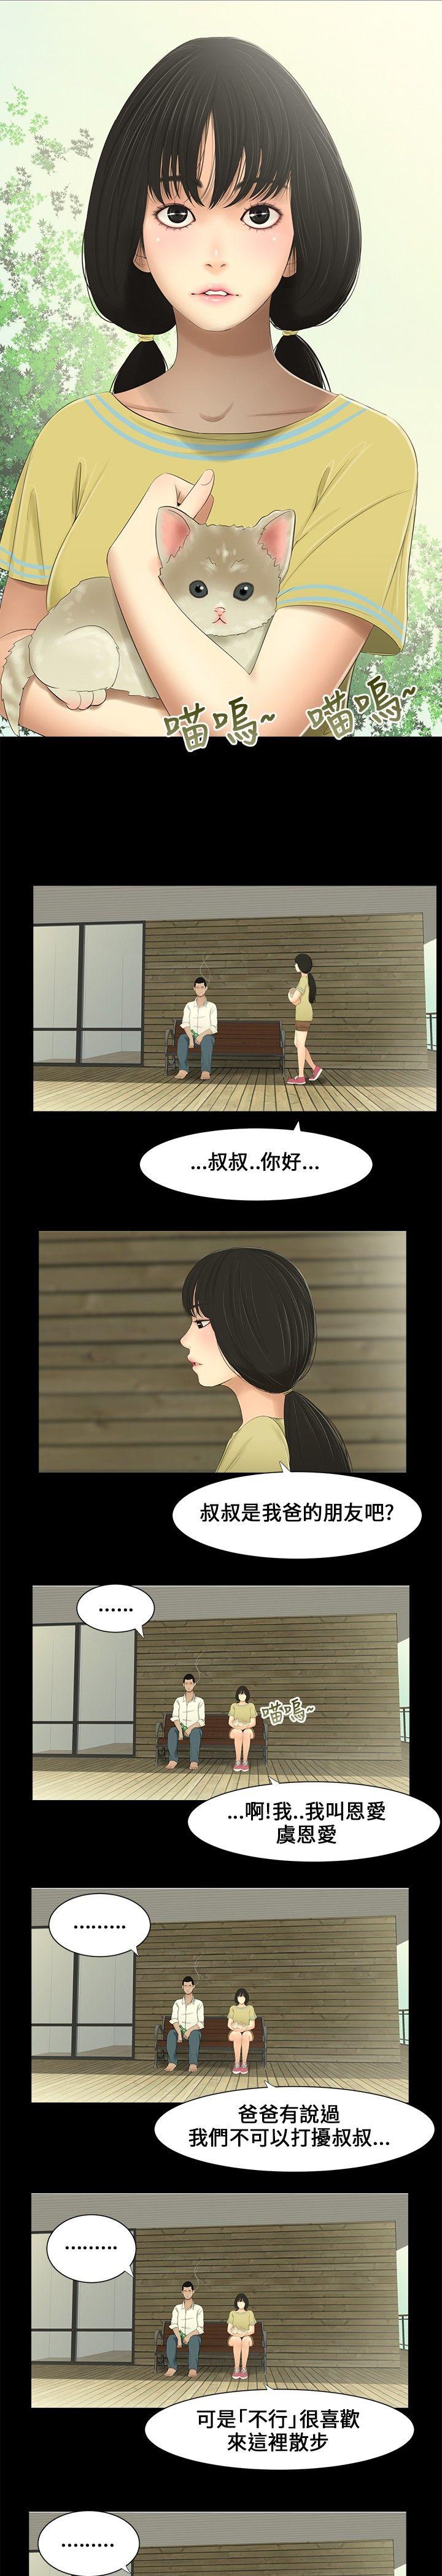 喵嗚~
喵嗚~
...叔叔..你好...
叔叔是我爸的朋友吧?
......
喵嗚~
...啊!我..我叫恩愛
虞恩愛
.........
爸爸有說過
我們不可以打擾叔叔...
.........
可是「不行」很喜歡
來這裡散步
.........